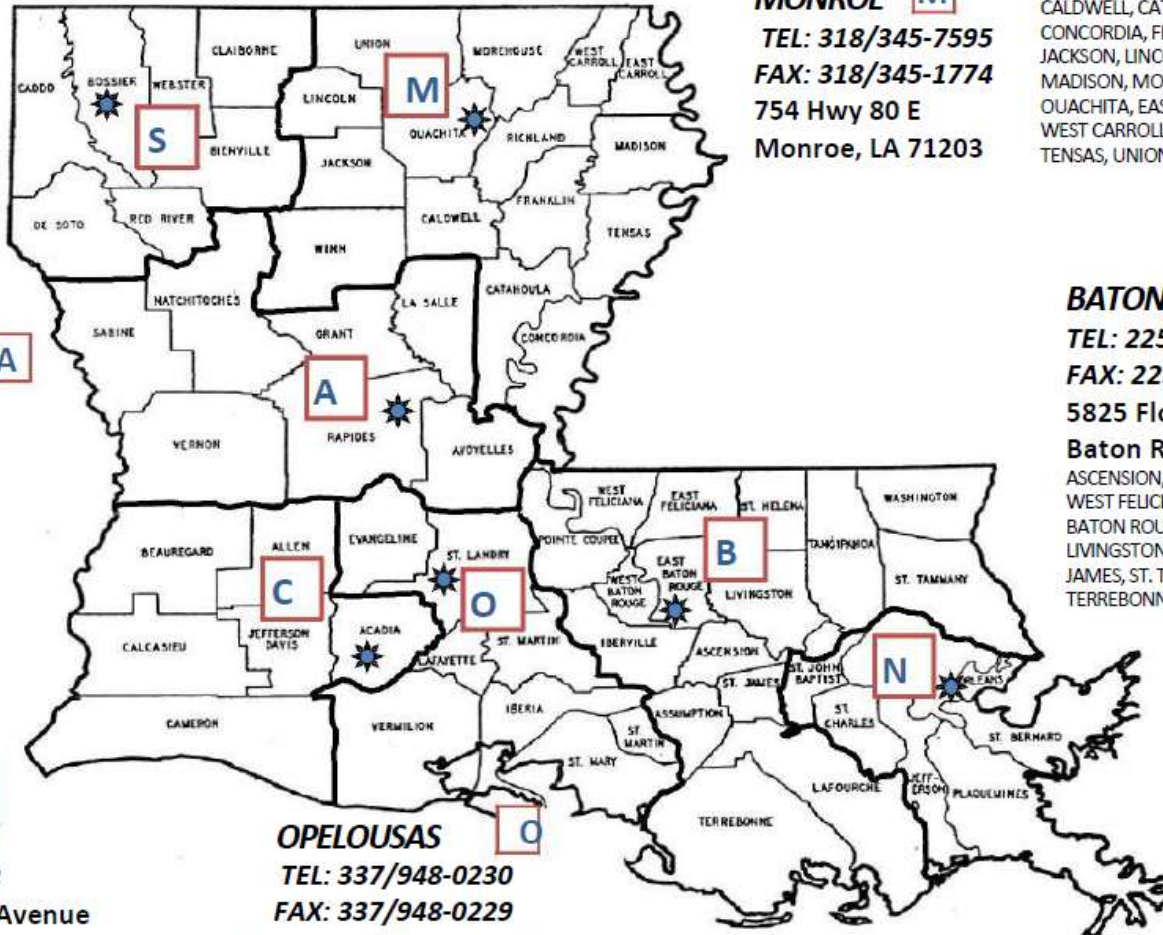 MONROE M
TEL: 318/345-7595
FAX: 318/345-1774
754 Hwy 80 E
Monroe, LA 71203
CALDWELL, CAT
CONCORDIA, F
JACKSON, LINC
MADISON, MO
OUACHITA, EAS
WEST CARROLL
TENSAS, UNION
CADDO
BOSSIER
WEBSTER
CLAIBORNE
UNION
MOREHOUSE
WEST
CARROLL
EAST
CARROLL
S
BIENVILLE
LINCOLN
M
OUACHITA
JACKSON
RICHLAND
MADISON
DE SOTO
RED RIVER
WINN
CALDWELL
FRANKLIN
TENSAS
NATCHITOCHES
SABINE
GRANT
LA SALLE
CATAHOULA
CONCORDIA
A
A
VERNON
RAPIDES
AVOYELLES
BATON
TEL: 225
FAX: 22
5825 Flo
Baton R
ASCENSION,
WEST FELICI
BATON ROU
LIVINGSTON
JAMES, ST. T
TERREBONN
BEAUREGARD
ALLEN
C
EVANGELINE
ST. LANDRY
O
POINTE COUPEE
WEST
FELICIANA
EAST
FELICIANA
ST. HELENA
TANGIPAHOA
WASHINGTON
B
WEST
BATON
ROUGE
EAST
BATON
ROUGE
LIVINGSTON
ST. TAMMANY
CALCASIEU
JEFFERSON
DAVIS
ACADIA
LAFAYETTE
ST. MARTIN
IBERVILLE
ASCENSION
ST. JAMES
ST. JOHN
BAPTIST
N
ORLEANS
CAMERON
VERMILION
IBERIA
ST.
MARTIN
ST. MARY
ASSUMPTION
ST.
CHARLES
ST. BERNARD
LAFOURCHE
JEFF-
ERSON
PLAQUEMINES
TERREBONNE
OPELOUSAS O
TEL: 337/948-0230
FAX: 337/948-0229
Avenue